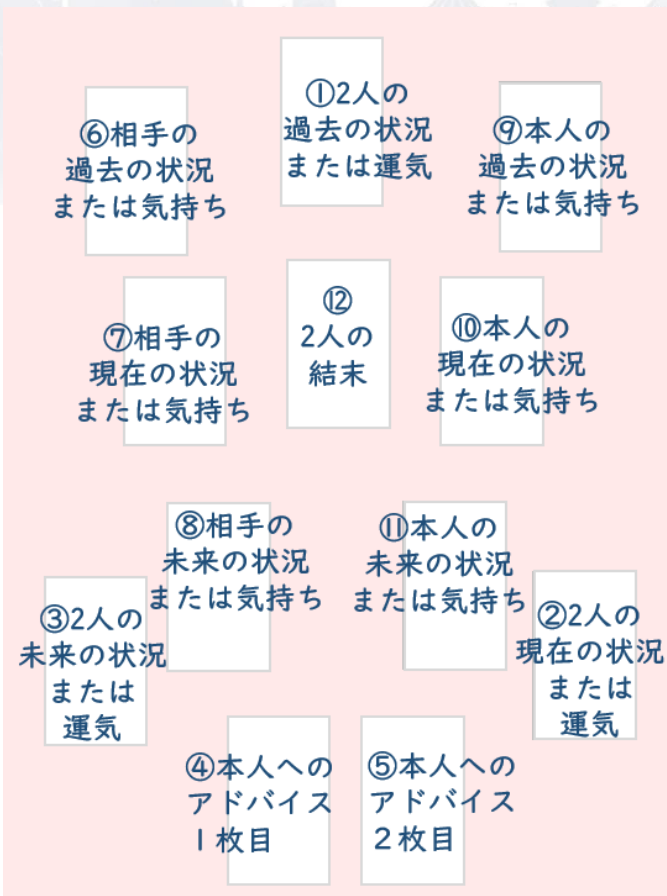 ①2人の
過去の状況
または運気
⑥相手の
過去の状況
または気持ち
⑨本人の
過去の状況
または気持ち
⑫
2人の
結末
⑦相手の
現在の状況
または気持ち
⑩本人の
現在の状況
または気持ち
⑧相手の
未来の状況
または気持ち
⑪本人の
未来の状況
または気持ち
③2人の
未来の状況
または
運気
②2人の
現在の状況
または
運気
④本人への
アドバイス
1枚目
⑤本人への
アドバイス
2枚目